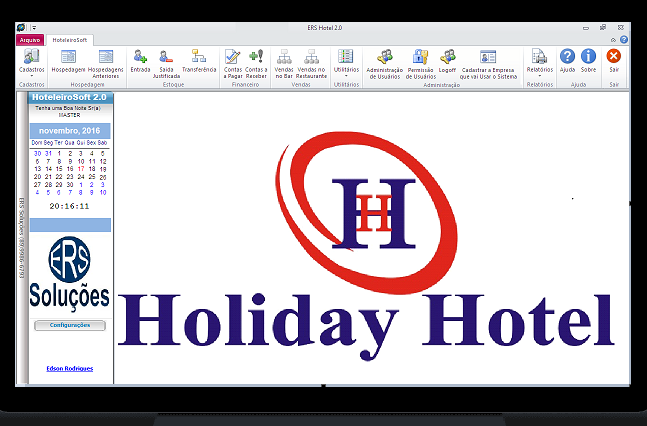 ERS Hotel 2.0
Arquivo HoteleiroSoft
Cadastros Hospedagem Hospedagens Anteriores Entrada Saída Justificada Transferência Contas a Pagar Contas a Receber Vendas no Bar Vendas no Restaurante Utilitários Administração de Usuários Permissão de Usuários Logoff Cadastrar a Empresa que vai Usar o Sistema Relatórios Ajuda Sobre Sair
Cadastros Hospedagem Estoque Financeiro Vendas Utilitários Administração Relatórios Ajuda Sair
HoteleiroSoft 2.0
Tenha uma Boa Noite Sr(a)
MASTER
novembro, 2016
Dom Seg Ter Qua Qui Sex Sab
30 31 1 2 3 4 5
6 7 8 9 10 11 12
13 14 15 16 17 18 19
20 21 22 23 24 25 26
27 28 29 30 1 2 3
4 5 6 7 8 9 10
20:16:11
ERS
Soluções
Configurações
Edson Rodrigues
H
H
Holiday Hotel